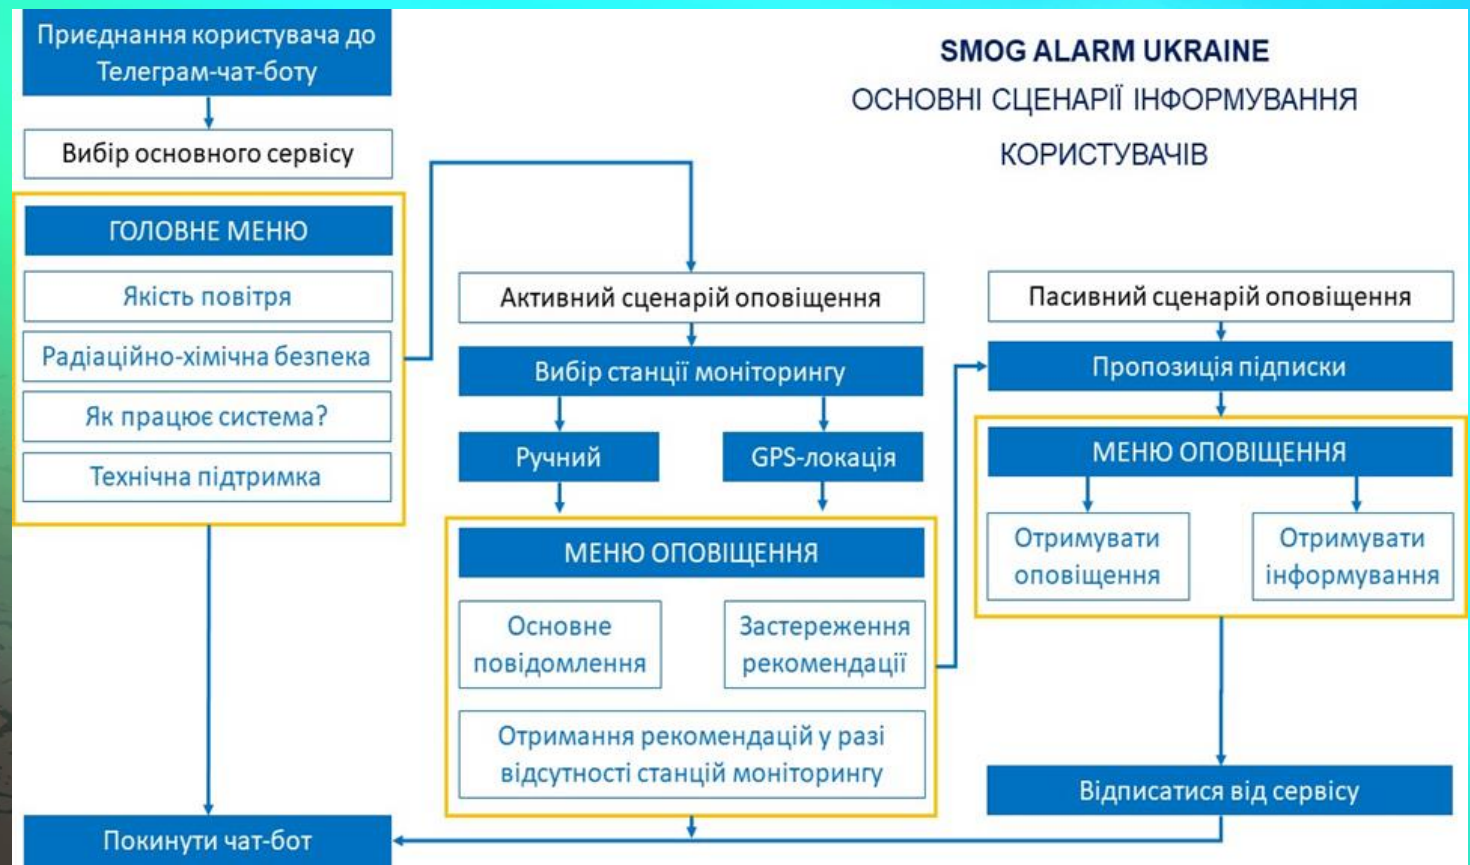 Приєднання користувача до
Телеграм-чат-боту
SMOG ALARM UKRAINE
ОСНОВНІ СЦЕНАРІЇ ІНФОРМУВАННЯ
КОРИСТУВАЧІВ
Вибір основного сервісу
ГОЛОВНЕ МЕНЮ
Якість повітря
Радіаційно-хімічна безпека
Як працює система?
Технічна підтримка
Покинути чат-бот
Активний сценарій оповіщення
Вибір станції моніторингу
Ручний
GPS-локація
МЕНЮ ОПОВІЩЕННЯ
Основне
повідомлення
Застереження
рекомендації
Отримання рекомендацій у разі
відсутності станцій моніторингу
Пасивний сценарій оповіщення
Пропозиція підписки
МЕНЮ ОПОВІЩЕННЯ
Отримувати
оповіщення
Отримувати
інформування
Відписатися від сервісу